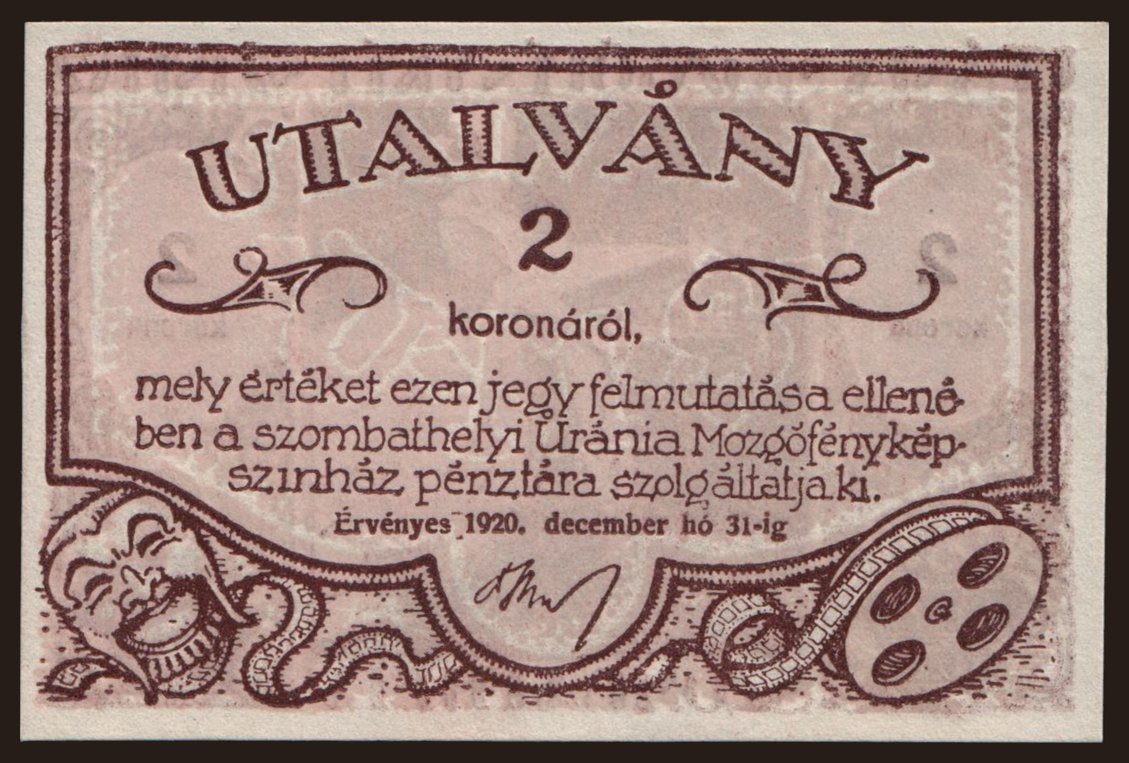 UTALVÁNY
2
koronáról,
mely értéket ezen jegy felmutatása ellené-
ben a szombathelyi Uránia Mozgófénykép-
szinház pénztára szolgáltatja ki.
Érvényes 1920. december hó 31-ig